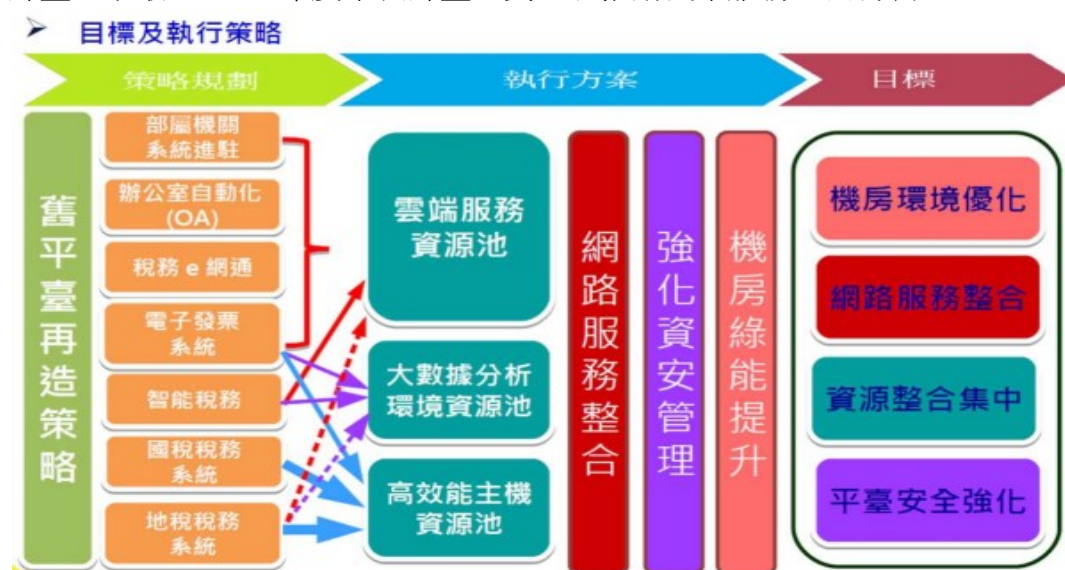 ➤ 目標及執行策略
策略規劃
執行方案
目標
舊平臺再造策略
部屬機關
系統進駐
辦公室自動化
(OA)
稅務 e 網通
電子發票
系統
智能稅務
國稅稅務
系統
地稅稅務
系統
雲端服務
資源池
大數據分析
環境資源池
高效能主機
資源池
網路服務整合
強化資安管理
機房綠能提升
機房環境優化
網路服務整合
資源整合集中
平臺安全強化